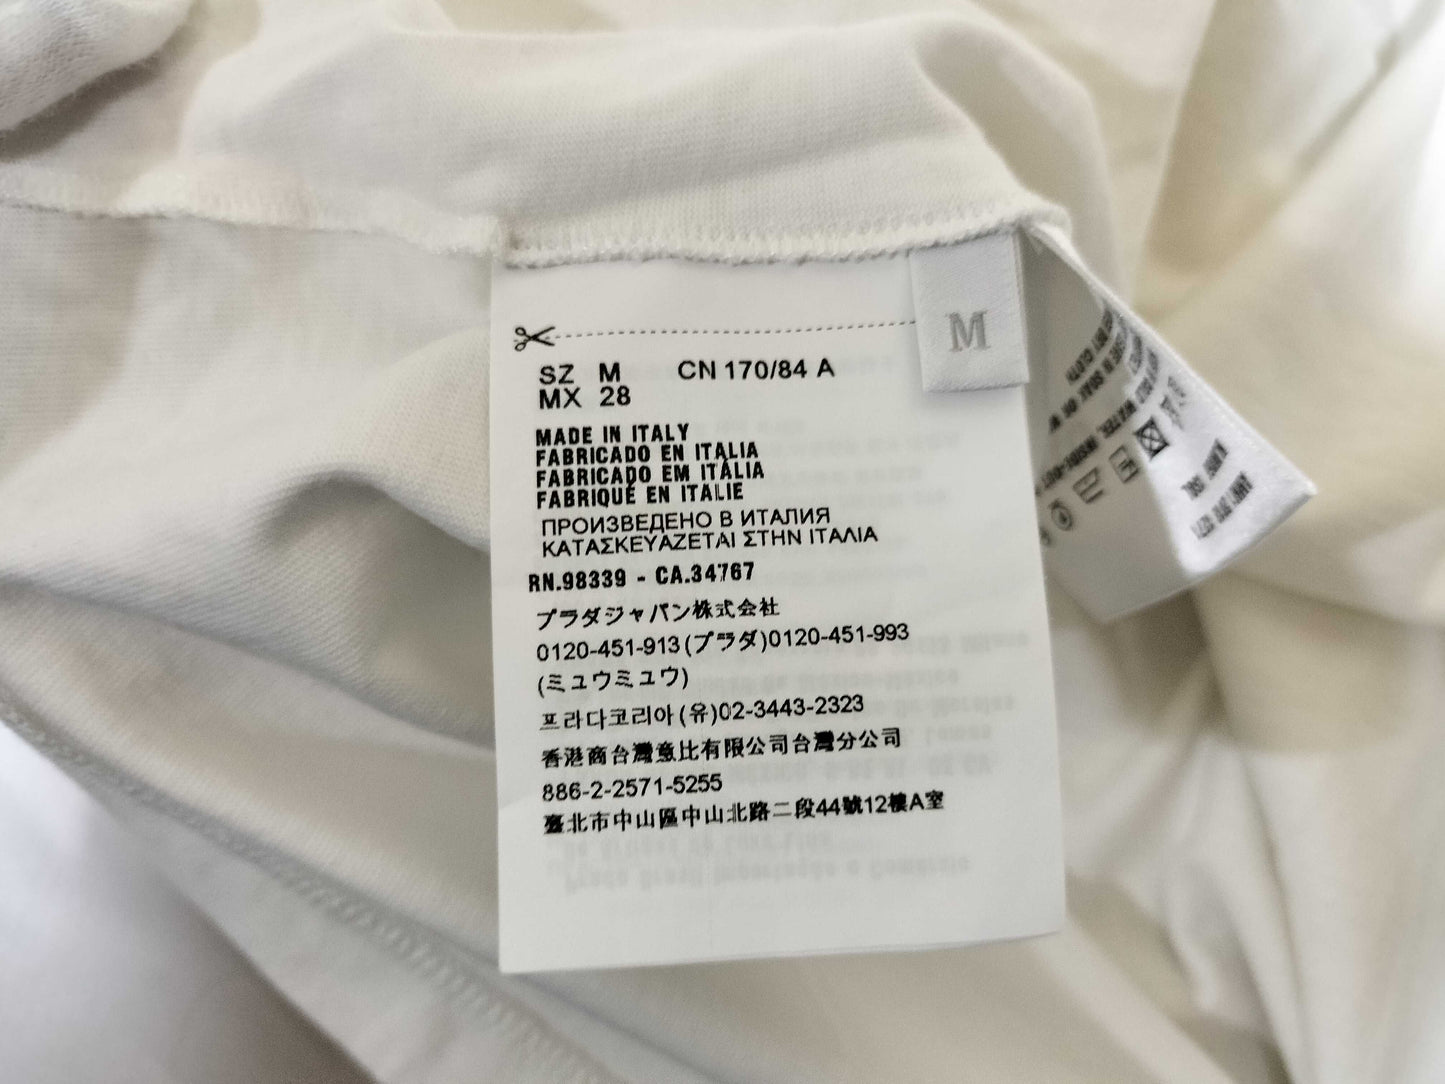 M
SZ M CN 170/84 A
MX 28
MADE IN ITALY
FABRICADO EN ITALIA
FABRICADO EM ITÁLIA
FABRIQUÉ EN ITALIE
ПРОИЗВЕДЕНО В ИТАЛИЯ
ΚΑΤΑΣΚΕΥΑΖΕΤΑΙ ΣΤΗΝ ΙΤΑΛΙΑ
RN.98339 - CA.34767
プラダジャパン株式会社
0120-451-913(プラダ)0120-451-993
(ミュウミュウ)
프라다코리아(유)02-3443-2323
香港商台灣意比有限公司台灣分公司
886-2-2571-5255
臺北市中山區中山北路二段44號12樓A室